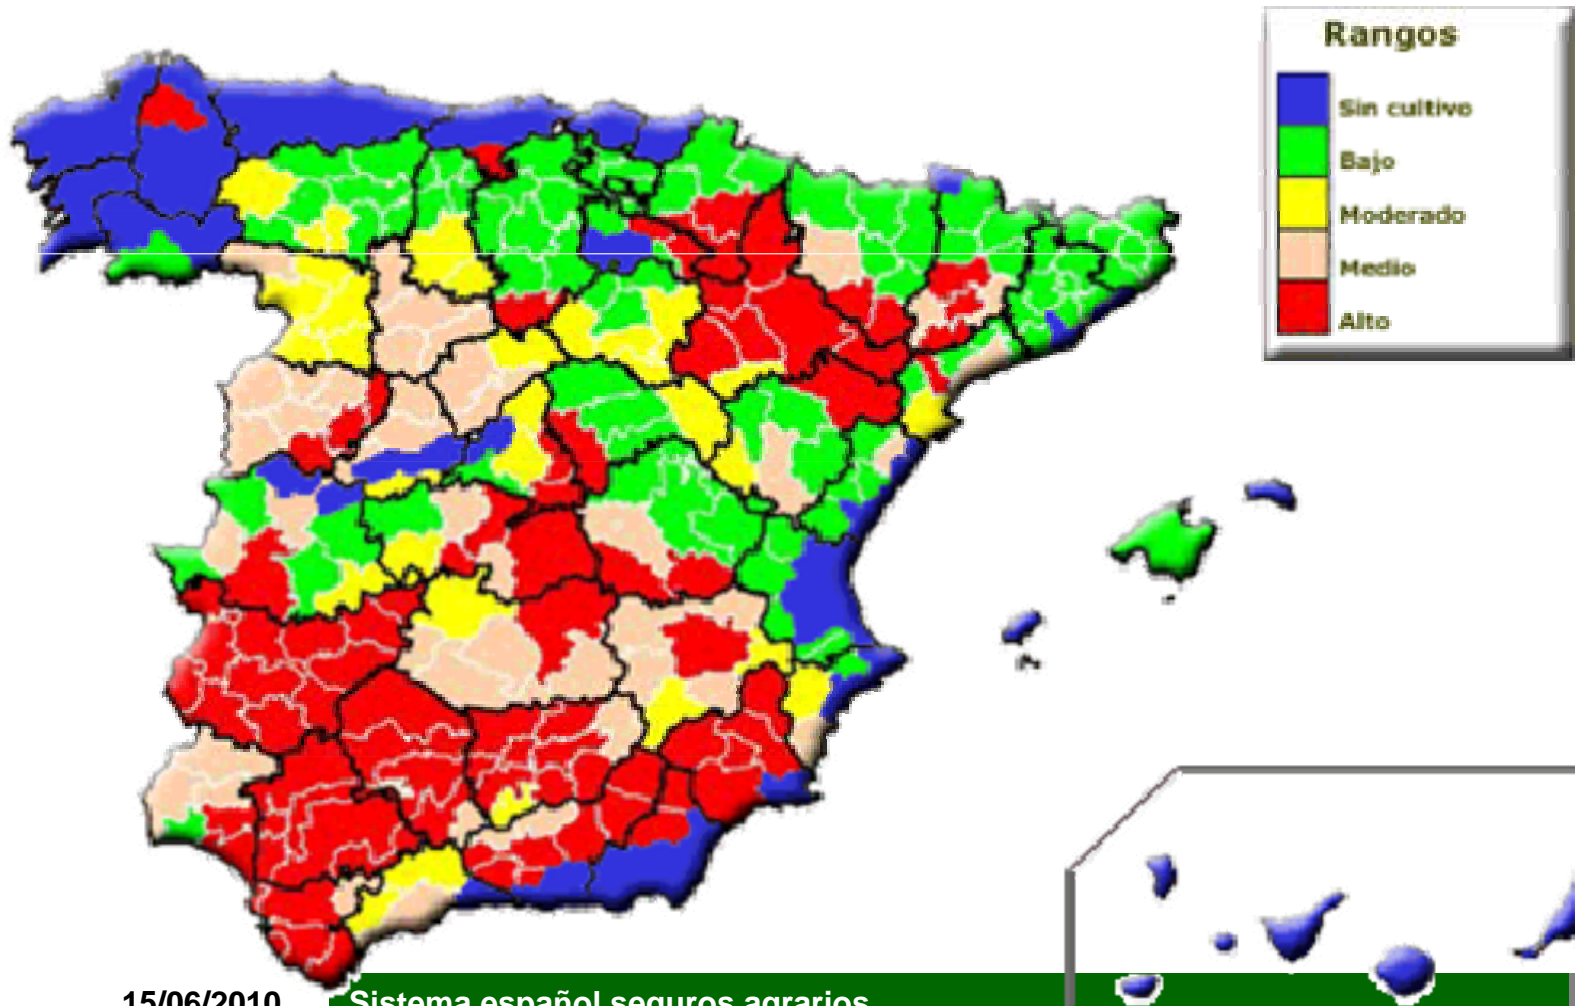 Rangos
Sin cultivo
Bajo
Moderado
Medio
Alto
15/06/2010
Sistema español seguros agrarios